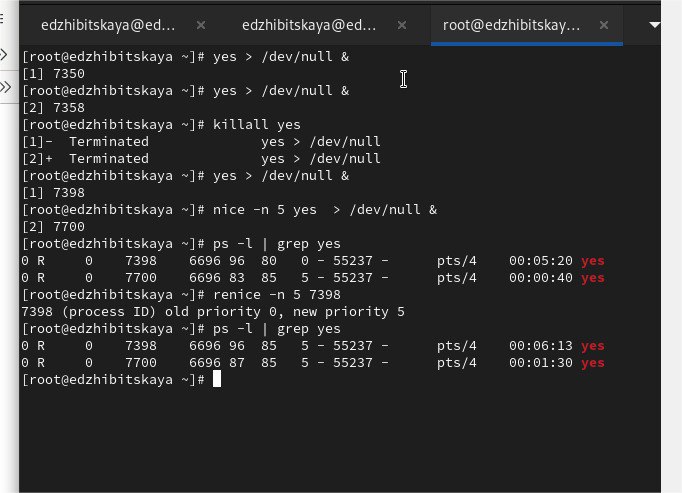 edzhibitskaya@ed... × edzhibitskaya@ed... × root@edzhibitskay... ×
[root@edzhibitskaya ~]# yes > /dev/null &
[1] 7350
[root@edzhibitskaya ~]# yes > /dev/null &
[2] 7358
[root@edzhibitskaya ~]# killall yes
[1]-  Terminated              yes > /dev/null
[2]+  Terminated              yes > /dev/null
[root@edzhibitskaya ~]# yes > /dev/null &
[1] 7398
[root@edzhibitskaya ~]# nice -n 5 yes  > /dev/null &
[2] 7700
[root@edzhibitskaya ~]# ps -l | grep yes
0 R     0    7398    6696 96  80   0 - 55237 -      pts/4    00:05:20 yes
0 R     0    7700    6696 83  85   5 - 55237 -      pts/4    00:00:40 yes
[root@edzhibitskaya ~]# renice -n 5 7398
7398 (process ID) old priority 0, new priority 5
[root@edzhibitskaya ~]# ps -l | grep yes
0 R     0    7398    6696 96  85   5 - 55237 -      pts/4    00:06:13 yes
0 R     0    7700    6696 87  85   5 - 55237 -      pts/4    00:01:30 yes
[root@edzhibitskaya ~]#